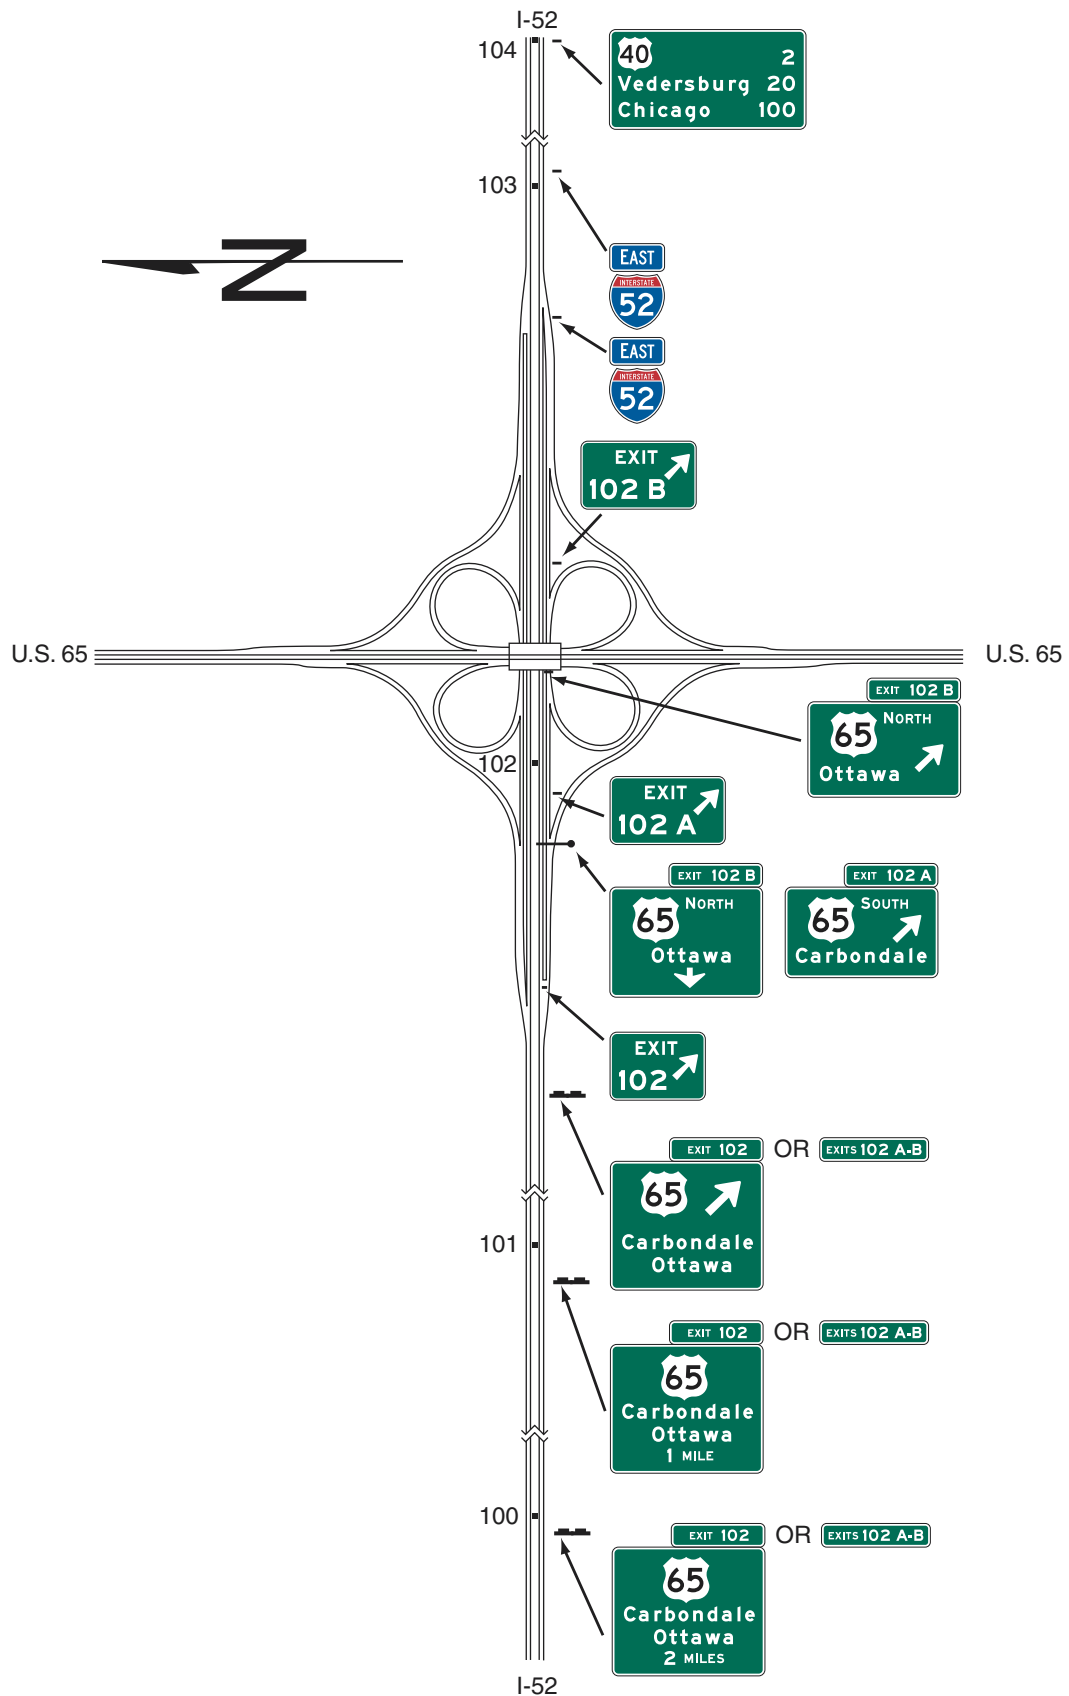 I-52
104
40 2
Vedersburg 20
Chicago 100
103
N
EAST
INTERSTATE
52
EAST
INTERSTATE
52
EXIT
102 B
U.S. 65
U.S. 65
EXIT 102 B
65 NORTH
Ottawa
102
EXIT
102 A
EXIT 102 B
65 NORTH
Ottawa
EXIT 102 A
65 SOUTH
Carbondale
EXIT
102
EXIT 102 OR EXITS 102 A-B
65
Carbondale
Ottawa
101
EXIT 102 OR EXITS 102 A-B
65
Carbondale
Ottawa
1 MILE
100
EXIT 102 OR EXITS 102 A-B
65
Carbondale
Ottawa
2 MILES
I-52